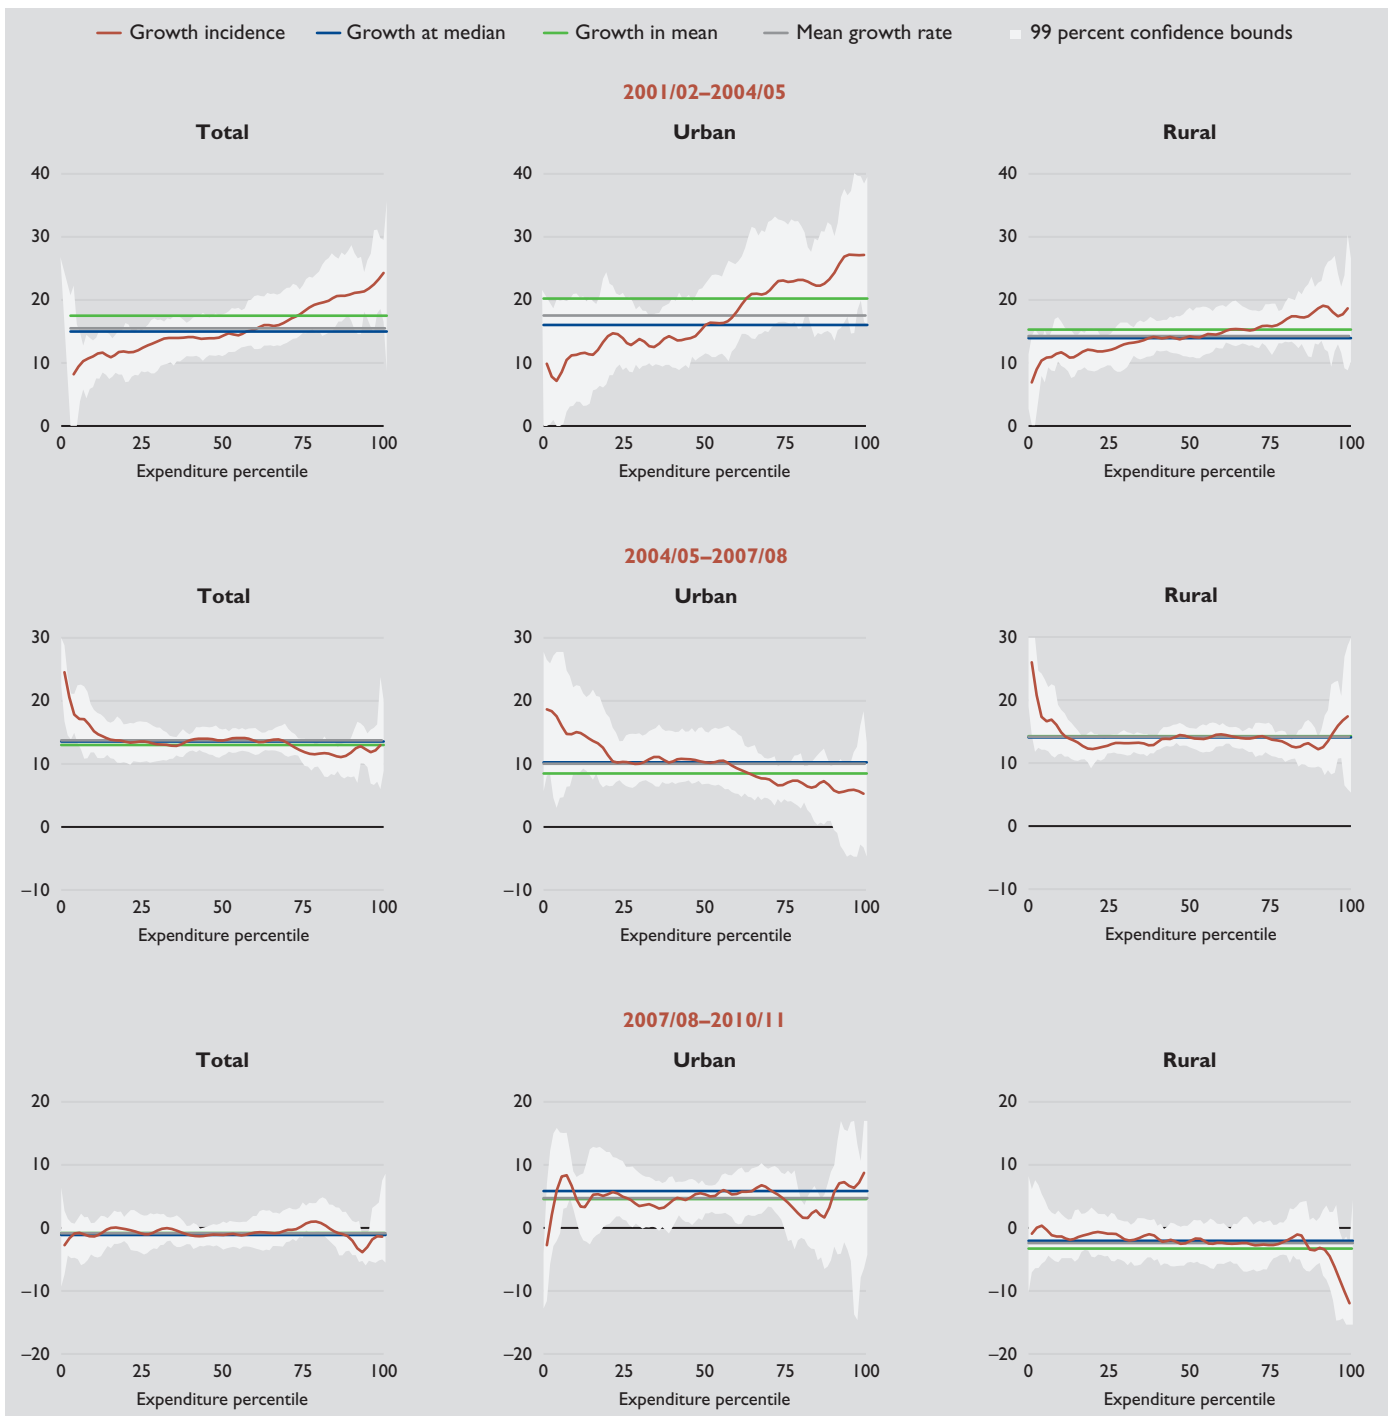 Growth incidence Growth at median Growth in mean Mean growth rate 99 percent confidence bounds
2001/02–2004/05
Total Urban Rural
40 40 40
30 30 30
20 20 20
10 10 10
0 0 0
0 25 50 75 100 0 25 50 75 100 0 25 50 75 100
Expenditure percentile Expenditure percentile Expenditure percentile
2004/05–2007/08
Total Urban Rural
30 30 30
20 20 20
10 10 10
0 0 0
–10 –10 –10
0 25 50 75 100 0 25 50 75 100 0 25 50 75 100
Expenditure percentile Expenditure percentile Expenditure percentile
2007/08–2010/11
Total Urban Rural
20 20 20
10 10 10
0 0 0
–10 –10 –10
–20 –20 –20
0 25 50 75 100 0 25 50 75 100 0 25 50 75 100
Expenditure percentile Expenditure percentile Expenditure percentile